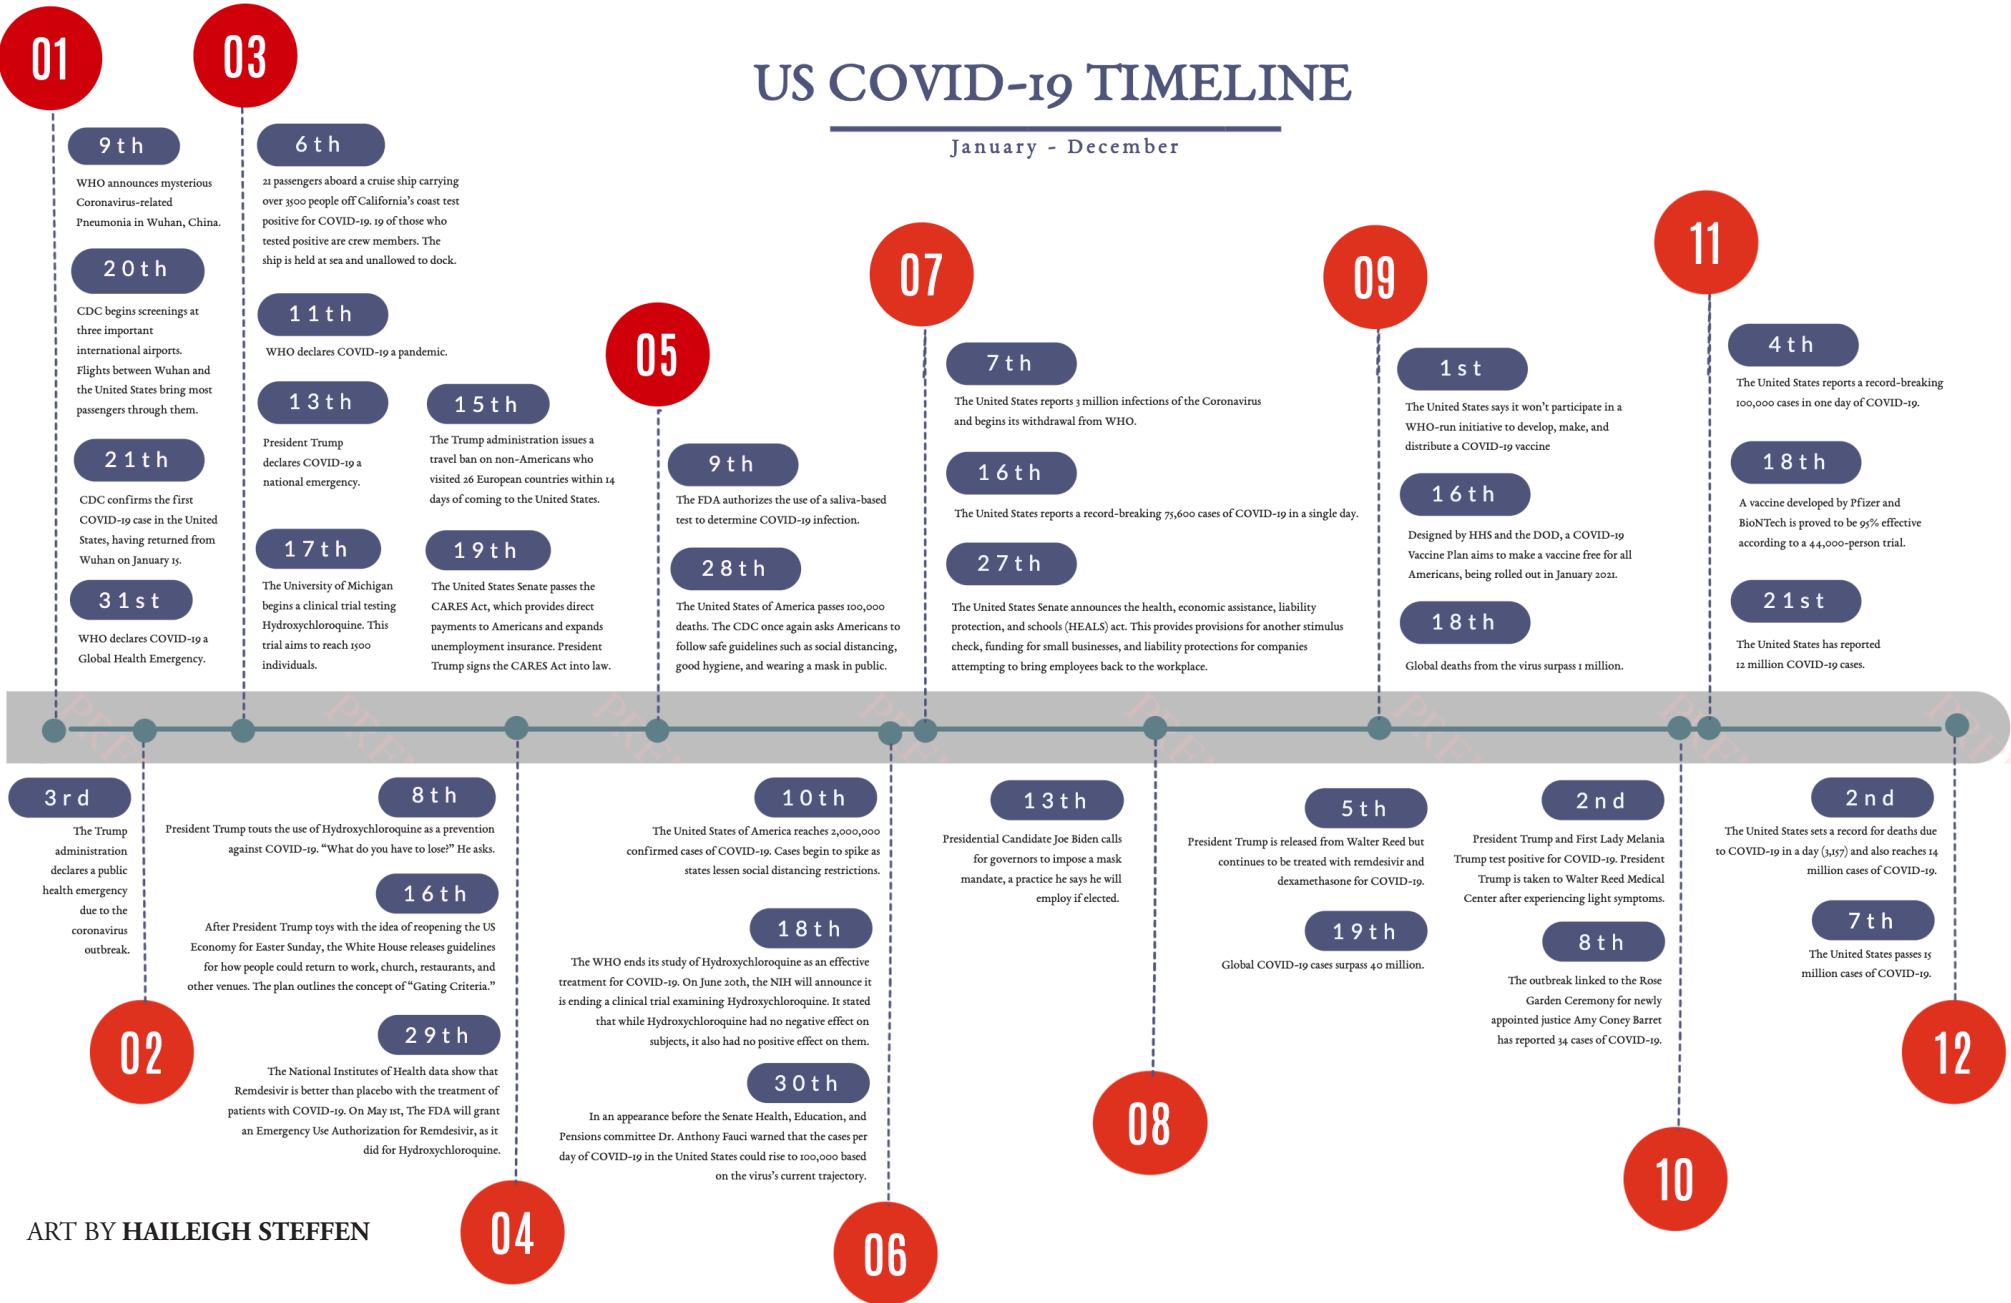 US COVID-19 TIMELINE
January - December
01
9th
WHO announces mysterious
Coronavirus-related
Pneumonia in Wuhan, China.
20th
CDC begins screenings at
three important
international airports.
Flights between Wuhan and
the United States bring most
passengers through them.
21th
CDC confirms the first
COVID-19 case in the United
States, having returned from
Wuhan on January 15.
31st
WHO declares COVID-19 a
Global Health Emergency.
3rd
The Trump
administration
declares a public
health emergency
due to the
coronavirus
outbreak.
02
03
6th
21 passengers aboard a cruise ship carrying
over 3500 people off California's coast test
positive for COVID-19. 19 of those who
tested positive are crew members. The
ship is held at sea and unallowed to dock.
11th
WHO declares COVID-19 a pandemic.
13th
President Trump
declares COVID-19 a
national emergency.
17th
The University of Michigan
begins a clinical trial testing
Hydroxychloroquine. This
trial aims to reach 1500
individuals.
15th
The Trump administration issues a
travel ban on non-Americans who
visited 26 European countries within 14
days of coming to the United States.
19th
The United States Senate passes the
CARES Act, which provides direct
payments to Americans and expands
unemployment insurance. President
Trump signs the CARES Act into law.
8th
President Trump touts the use of Hydroxychloroquine as a prevention
against COVID-19. “What do you have to lose?” He asks.
16th
After President Trump toys with the idea of reopening the US
Economy for Easter Sunday, the White House releases guidelines
for how people could return to work, church, restaurants, and
other venues. The plan outlines the concept of “Gating Criteria.”
29th
The National Institutes of Health data show that
Remdesivir is better than placebo with the treatment of
patients with COVID-19. On May 1st, The FDA will grant
an Emergency Use Authorization for Remdesivir, as it
did for Hydroxychloroquine.
04
05
9th
The FDA authorizes the use of a saliva-based
test to determine COVID-19 infection.
28th
The United States of America passes 100,000
deaths. The CDC once again asks Americans to
follow safe guidelines such as social distancing,
good hygiene, and wearing a mask in public.
10th
The United States of America reaches 2,000,000
confirmed cases of COVID-19. Cases begin to spike as
states lessen social distancing restrictions.
18th
The WHO ends its study of Hydroxychloroquine as an effective
treatment for COVID-19. On June 20th, the NIH will announce it
is ending a clinical trial examining Hydroxychloroquine. It stated
that while Hydroxychloroquine had no negative effect on
subjects, it also had no positive effect on them.
30th
In an appearance before the Senate Health, Education, and
Pensions committee Dr. Anthony Fauci warned that the cases per
day of COVID-19 in the United States could rise to 100,000 based
on the virus's current trajectory.
06
07
7th
The United States reports 3 million infections of the Coronavirus
and begins its withdrawal from WHO.
16th
The United States reports a record-breaking 75,600 cases of COVID-19 in a single day.
27th
The United States Senate announces the health, economic assistance, liability
protection, and schools (HEALS) act. This provides provisions for another stimulus
check, funding for small businesses, and liability protections for companies
attempting to bring employees back to the workplace.
13th
Presidential Candidate Joe Biden calls
for governors to impose a mask
mandate, a practice he says he will
employ if elected.
08
09
1st
The United States says it won't participate in a
WHO-run initiative to develop, make, and
distribute a COVID-19 vaccine
16th
Designed by HHS and the DOD, a COVID-19
Vaccine Plan aims to make a vaccine free for all
Americans, being rolled out in January 2021.
18th
Global deaths from the virus surpass 1 million.
5th
President Trump is released from Walter Reed but
continues to be treated with remdesivir and
dexamethasone for COVID-19.
19th
Global COVID-19 cases surpass 40 million.
2nd
President Trump and First Lady Melania
Trump test positive for COVID-19. President
Trump is taken to Walter Reed Medical
Center after experiencing light symptoms.
8th
The outbreak linked to the Rose
Garden Ceremony for newly
appointed justice Amy Coney Barret
has reported 34 cases of COVID-19.
10
11
4th
The United States reports a record-breaking
100,000 cases in one day of COVID-19.
18th
A vaccine developed by Pfizer and
BioNTech is proved to be 95% effective
according to a 44,000-person trial.
21st
The United States has reported
12 million COVID-19 cases.
2nd
The United States sets a record for deaths due
to COVID-19 in a day (3,157) and also reaches 14
million cases of COVID-19.
7th
The United States passes 15
million cases of COVID-19.
12
ART BY HAILEIGH STEFFEN